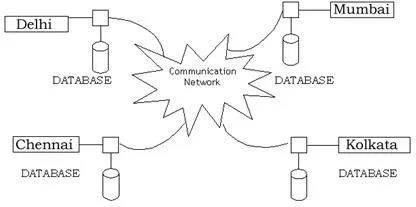 Delhi
Mumbai
Communication
Network
DATABASE
DATABASE
Chennai
Kolkata
DATABASE
DATABASE